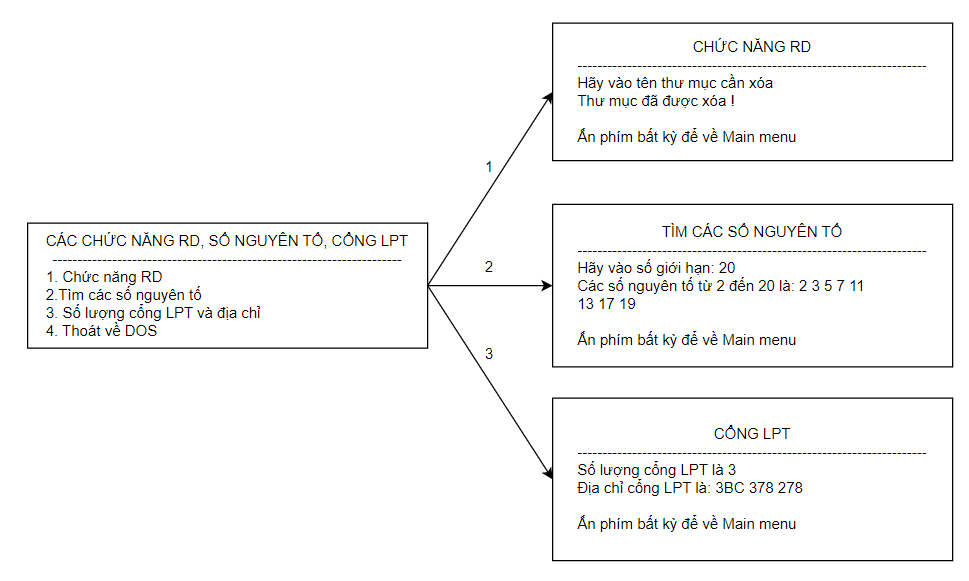 CÁC CHỨC NĂNG RD, SỐ NGUYÊN TỐ, CỔNG LPT
----------------------------------------------------------------------
1. Chức năng RD
2.Tìm các số nguyên tố
3. Số lượng cổng LPT và địa chỉ
4. Thoát về DOS
1
2
3
CHỨC NĂNG RD
----------------------------------------------------------------------
Hãy vào tên thư mục cần xóa
Thư mục đã được xóa !
Ấn phím bất kỳ để về Main menu
TÌM CÁC SỐ NGUYÊN TỐ
----------------------------------------------------------------------
Hãy vào số giới hạn: 20
Các số nguyên tố từ 2 đến 20 là: 2 3 5 7 11
13 17 19
Ấn phím bất kỳ để về Main menu
CỔNG LPT
----------------------------------------------------------------------
Số lượng cổng LPT là 3
Địa chỉ cổng LPT là: 3BC 378 278
Ấn phím bất kỳ để về Main menu